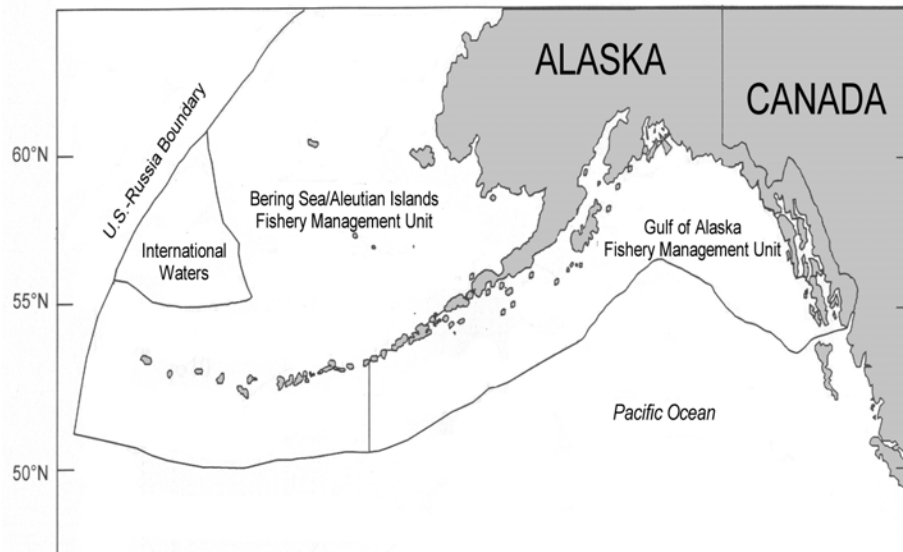 ALASKA
CANADA
U.S.-Russia Boundary
60°N
Bering Sea/Aleutian Islands
Fishery Management Unit
Gulf of Alaska
Fishery Management Unit
International
Waters
55°N
Pacific Ocean
50°N